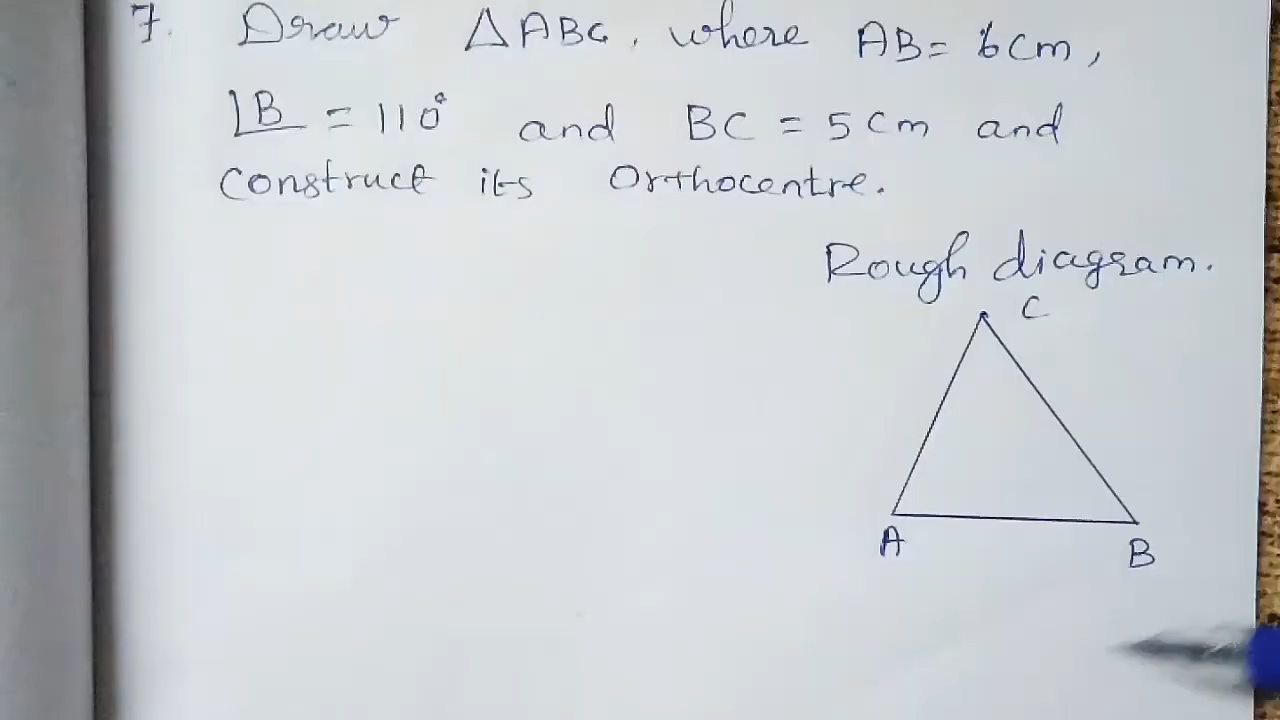 7. Draw △ABC, where AB = 6cm,
∠B = 110° and BC = 5cm and
construct its Orthocentre.
Rough diagram.
C
A
B